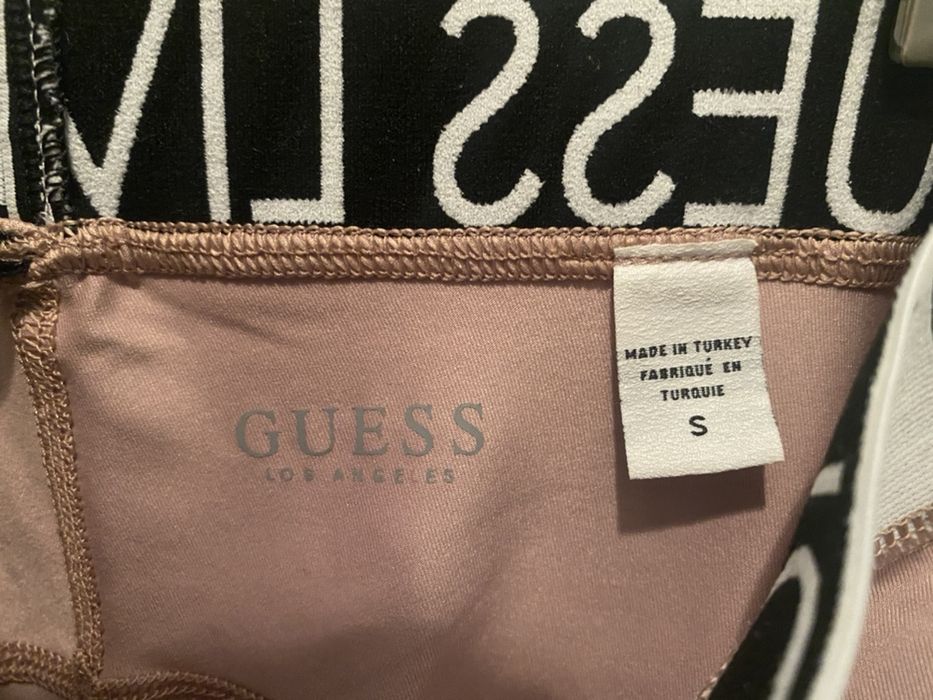 GUESS
LOS ANGELES
MADE IN TURKEY
FABRIQUÉ EN
TURQUIE
S